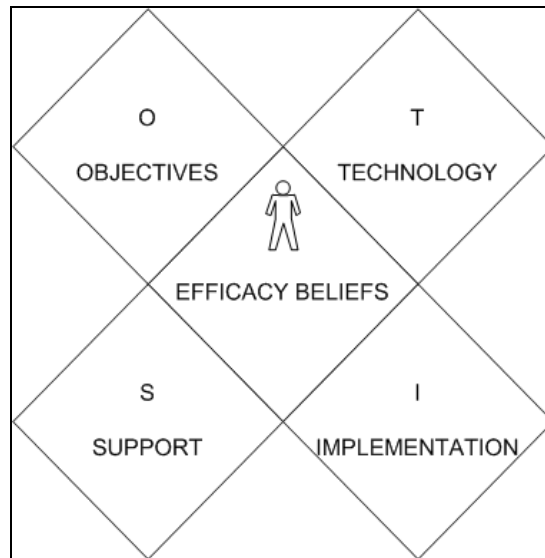 O
OBJECTIVES
T
TECHNOLOGY
EFFICACY BELIEFS
S
SUPPORT
I
IMPLEMENTATION